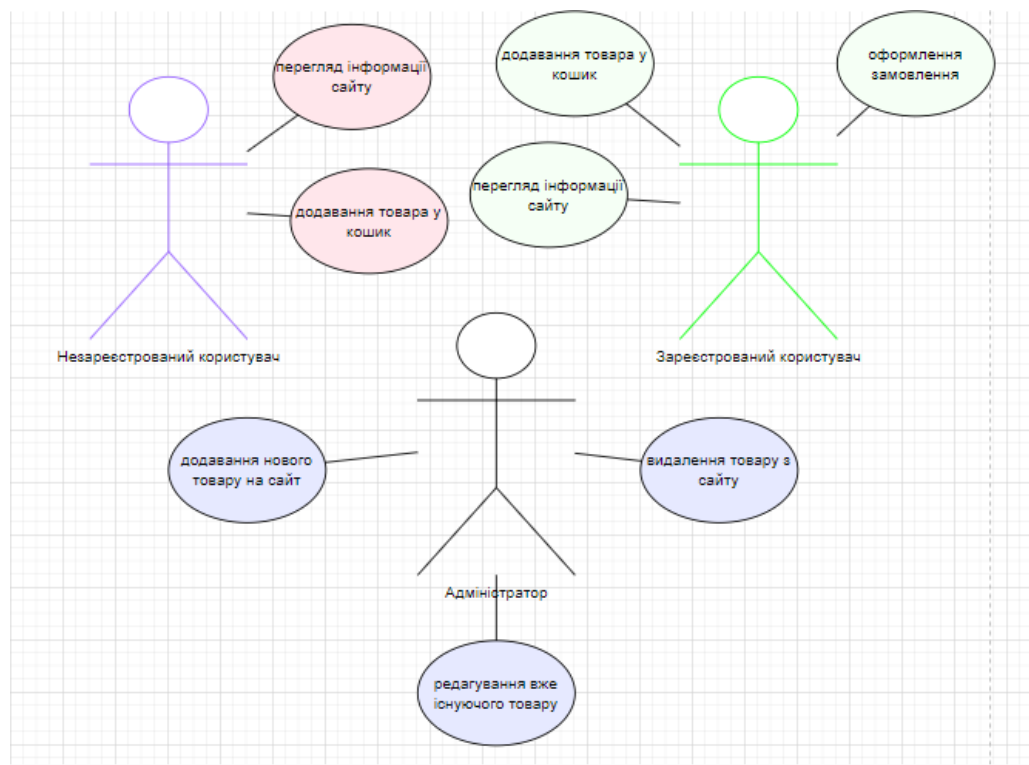 перегляд інформації
сайту
додавання товара у
кошик
Незареєстрований користувач
додавання товара у
кошик
оформлення
замовлення
перегляд інформації
сайту
Зареєстрований користувач
додавання нового
товару на сайт
видалення товару з
сайту
Адміністратор
редагування вже
існуючого товару